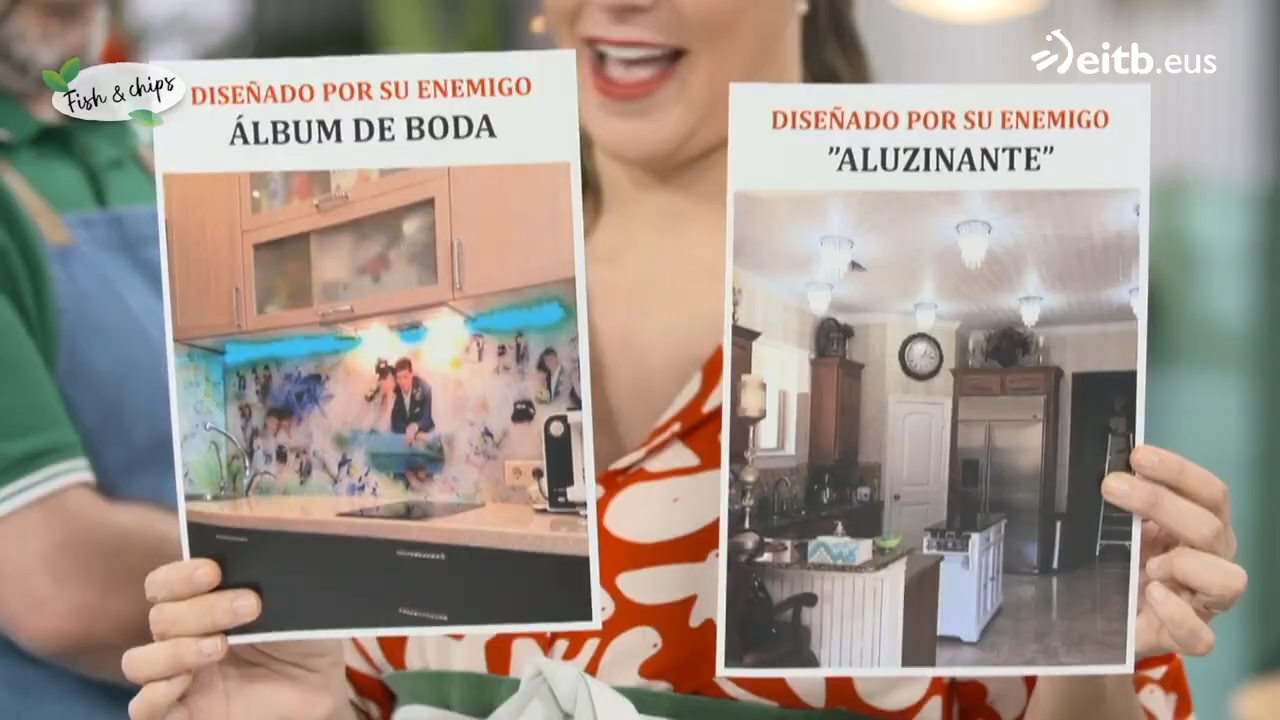 Fish & chips
eitb.eus
DISEÑADO POR SU ENEMIGO
ÁLBUM DE BODA
DISEÑADO POR SU ENEMIGO
”ALUZINANTE”